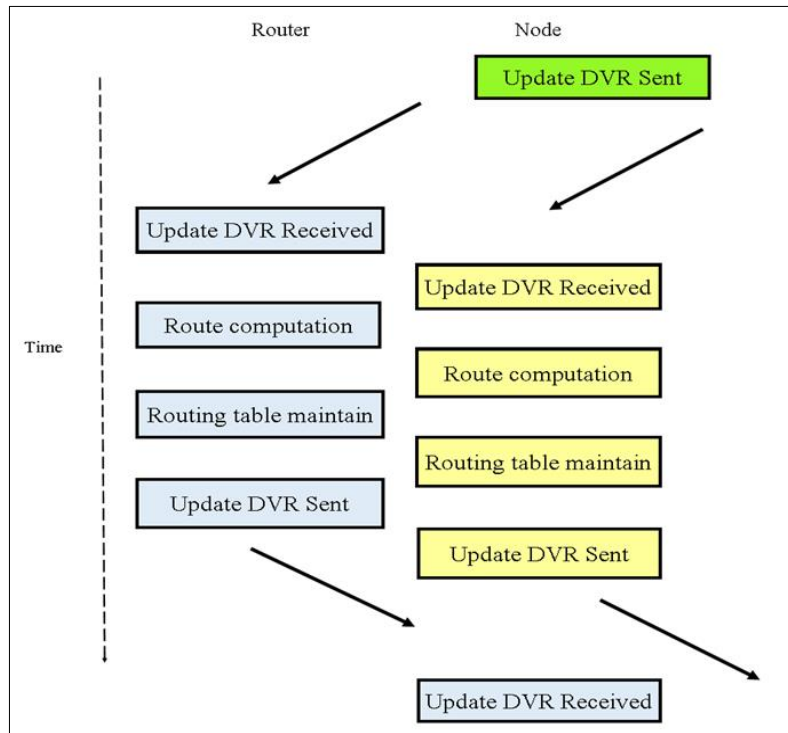 Router
Node
Update DVR Sent
Update DVR Received
Update DVR Received
Route computation
Time
Route computation
Routing table maintain
Routing table maintain
Update DVR Sent
Update DVR Sent
Update DVR Received